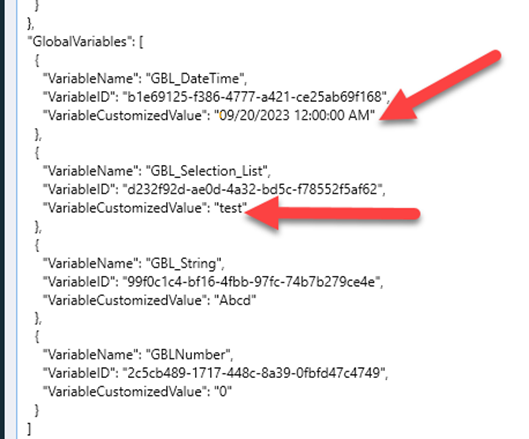 }
},
"GlobalVariables": [
{
"VariableName": "GBL_DateTime",
"VariableID": "b1e69125-f386-4777-a421-ce25ab69f168",
"VariableCustomizedValue": "09/20/2023 12:00:00 AM"
},
{
"VariableName": "GBL_Selection_List",
"VariableID": "d232f92d-ae0d-4a32-bd5c-f78552f5af62",
"VariableCustomizedValue": "test"
},
{
"VariableName": "GBL_String",
"VariableID": "99f0c1c4-bf16-4fbb-97fc-74b7b279ce4e",
"VariableCustomizedValue": "Abcd"
},
{
"VariableName": "GBLNumber",
"VariableID": "2c5cb489-1717-448c-8a39-0fbfd47c4749",
"VariableCustomizedValue": "0"
}
]